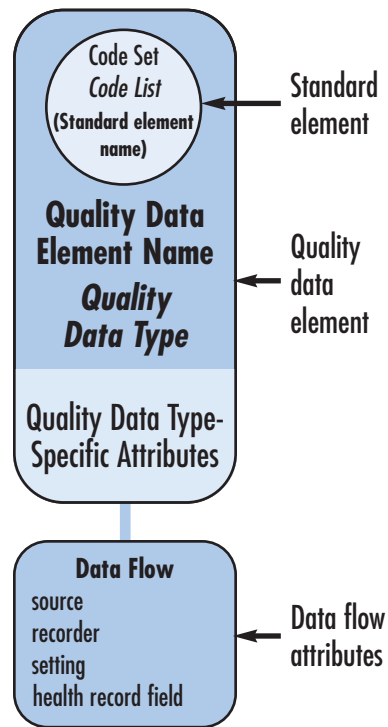 Code Set
Code List
(Standard element
name)
Standard
element
Quality Data
Element Name
Quality
Data Type
Quality
data
element
Quality Data Type-
Specific Attributes
Data Flow
source
recorder
setting
health record field
Data flow
attributes